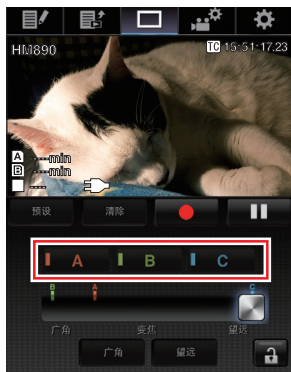 HM890
TC 15:51:17.23
A ----min
B ----min
----
预设 清除
A B C
B A C
广角 变焦 望远
广角 望远